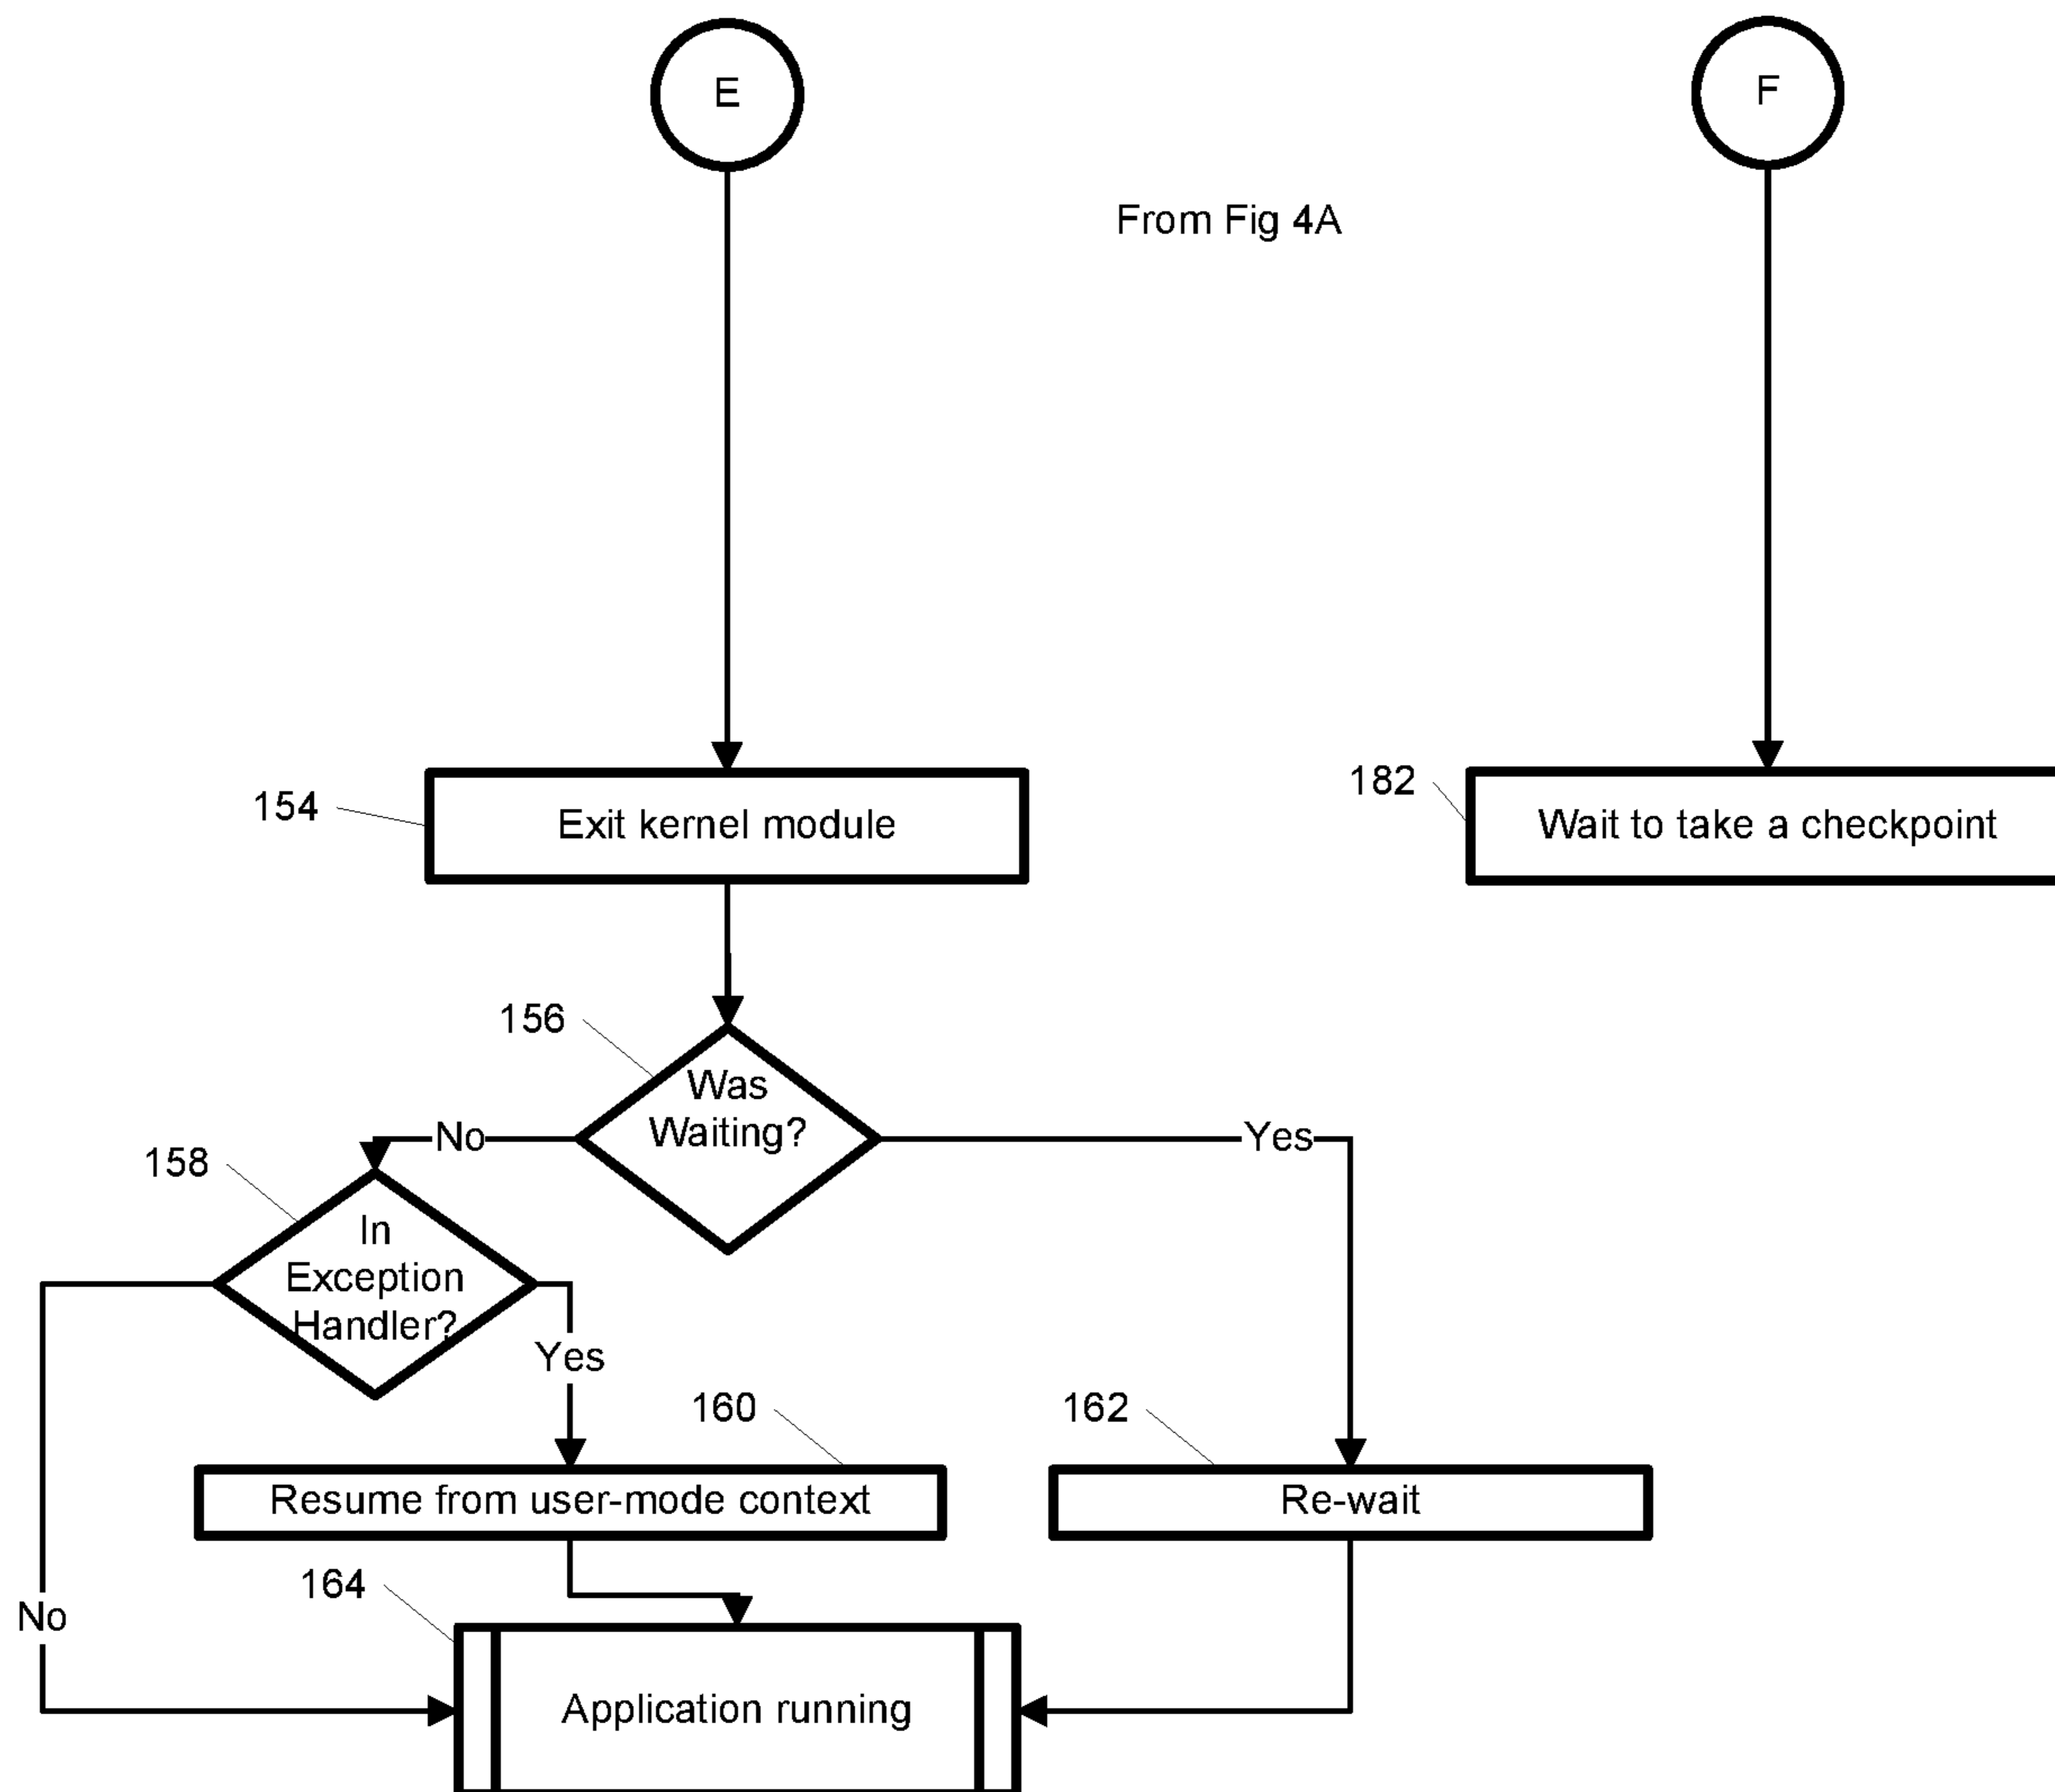 E
F
From Fig 4A
154
Exit kernel module
182
Wait to take a checkpoint
156
Was
Waiting?
No
Yes
158
In
Exception
Handler?
Yes
160
162
Resume from user-mode context
Re-wait
164
No
Application running